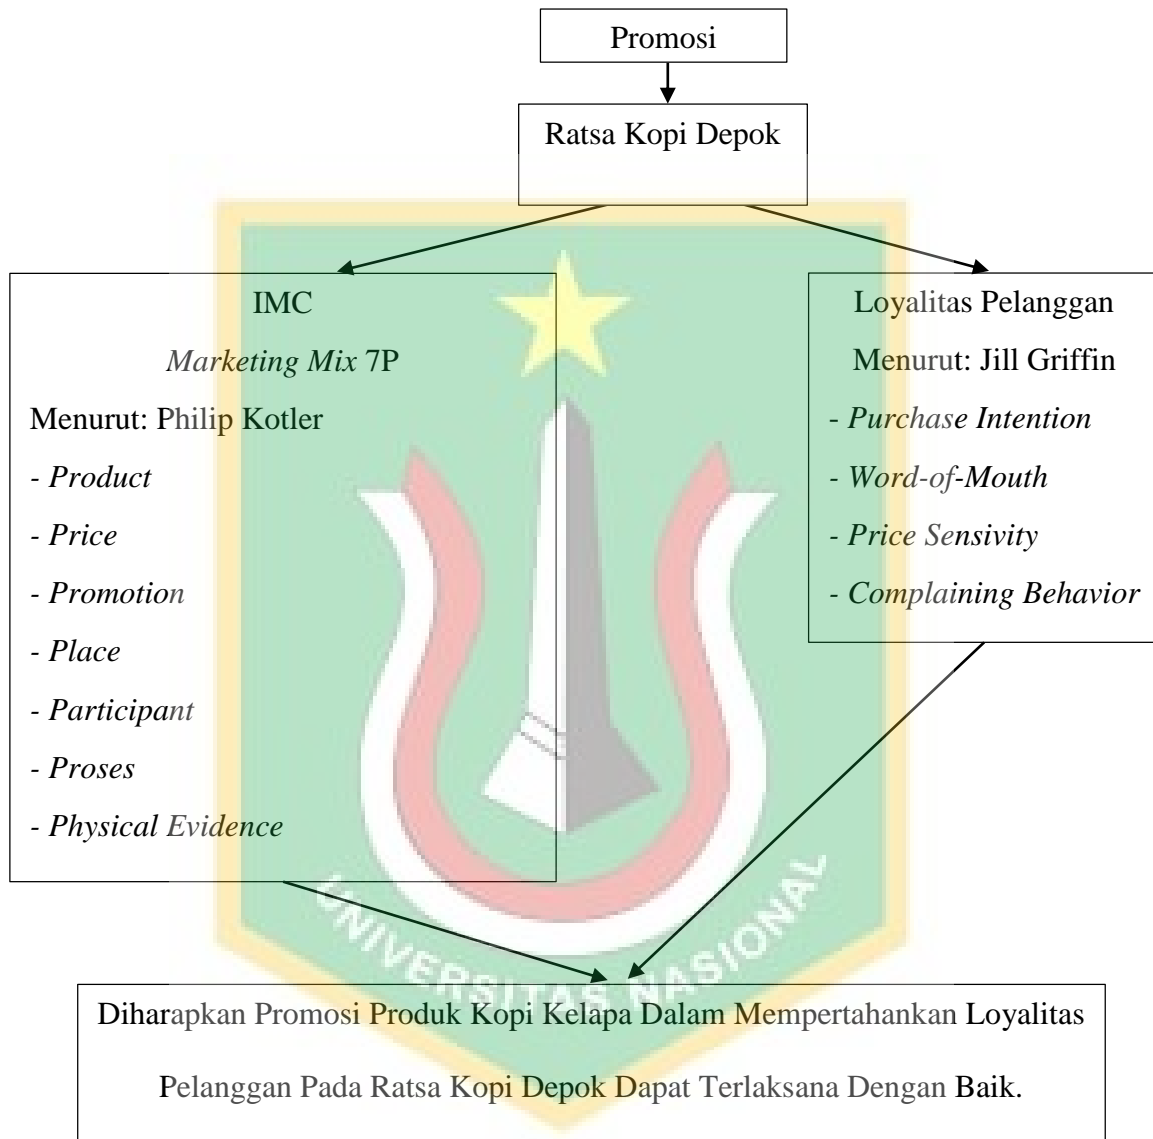 Promosi
Ratsa Kopi Depok
IMC
Marketing Mix 7P
Menurut: Philip Kotler
- Product
- Price
- Promotion
- Place
- Participant
- Proses
- Physical Evidence
Loyalitas Pelanggan
Menurut: Jill Griffin
- Purchase Intention
- Word-of-Mouth
- Price Sensivity
- Complaining Behavior
UNIVERSITAS NASIONAL
Diharapkan Promosi Produk Kopi Kelapa Dalam Mempertahankan Loyalitas
Pelanggan Pada Ratsa Kopi Depok Dapat Terlaksana Dengan Baik.